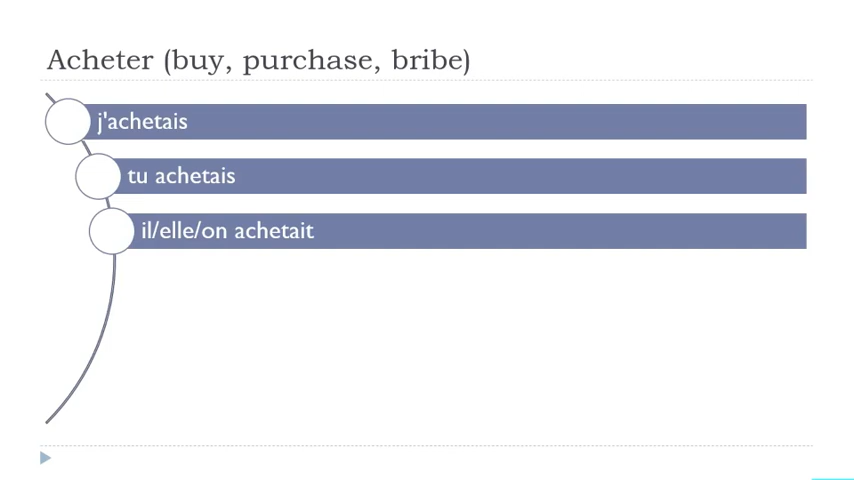 Acheter (buy, purchase, bribe)
j'achetais
tu achetais
il/elle/on achetait